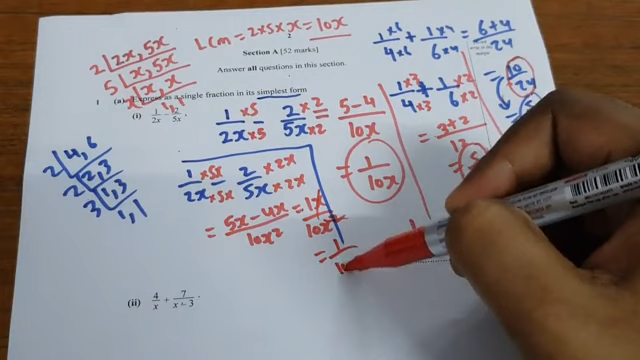 2 | 2x, 5x
5 | x, 5x
x | x, x
1, 1
LCM = 2×5×x = 10x
2
Section A [52 marks]
Answer all questions in this section.
1 (a) Express as a single fraction in its simplest form
(i) 1/2x − 2/5x .
1×5/2x×5 − 2×2/5x×2 = 5−4/10x
= 1/10x
1×6/4×6 + 1×4/6×4 = 6+4/24
= 10/24
= 5
1×3/4×3 + 1×2/6×2
= 3+2/12
= 5
2 | 4, 6
2 | 2, 3
3 | 1, 3
1, 1
1×5x/2x×5x − 2×2x/5x×2x
= 5x−4x/10x² = 1x/10x²
= 1/10
(ii) 4/x + 7/x−3 .